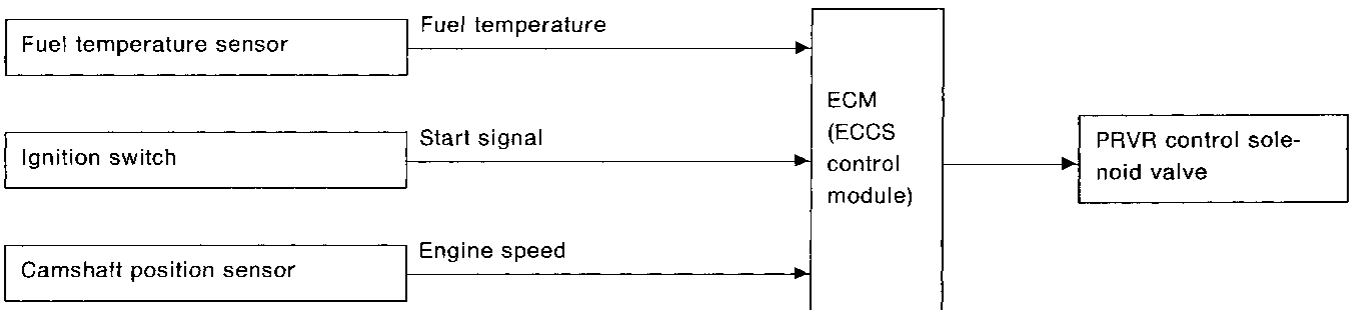 Fuel temperature sensor
Fuel temperature
Ignition switch
Start signal
Camshaft position sensor
Engine speed
ECM
(ECCS
control
module)
PRVR control sole-
noid valve